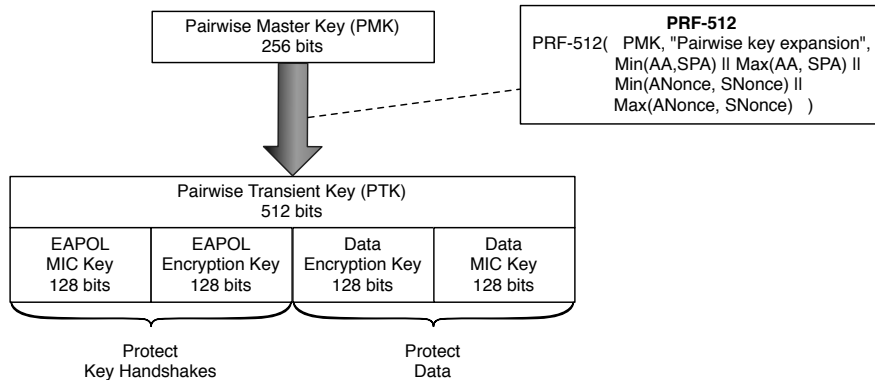 Pairwise Master Key (PMK)
256 bits
PRF-512
PRF-512( PMK, "Pairwise key expansion",
Min(AA,SPA) ll Max(AA, SPA) ll
Min(ANonce, SNonce) ll
Max(ANonce, SNonce) )
Pairwise Transient Key (PTK)
512 bits
EAPOL
MIC Key
128 bits
EAPOL
Encryption Key
128 bits
Data
Encryption Key
128 bits
Data
MIC Key
128 bits
Protect
Key Handshakes
Protect
Data